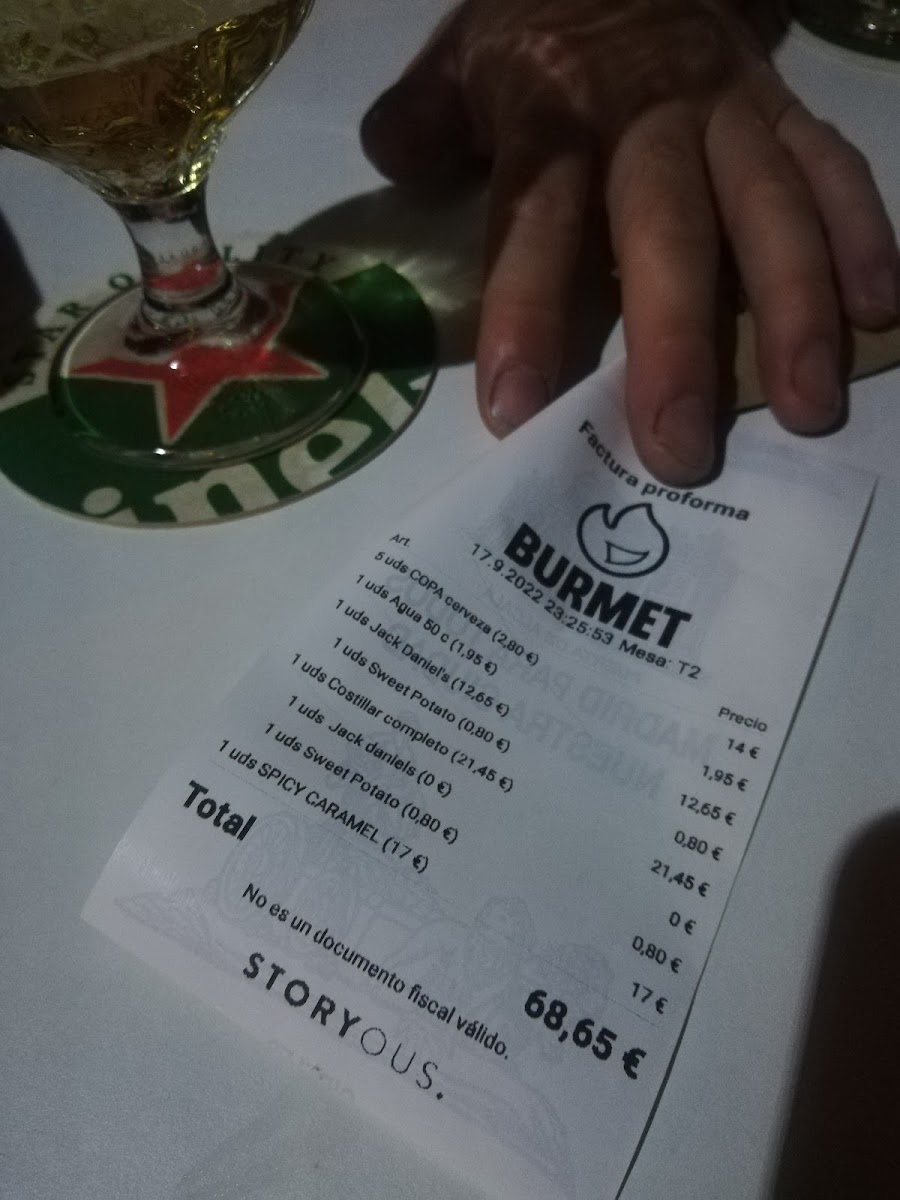 STAR QUALITY
inek
Factura proforma
BURMET
17.9.2022 23:25:53 Mesa: T2
Art. Precio
5 uds COPA cerveza (2,80 €) 14 €
1 uds Agua 50 c (1,95 €) 1,95 €
1 uds Jack Daniel's (12,65 €) 12,65 €
1 uds Sweet Potato (0,80 €) 0,80 €
1 uds Costillar completo (21,45 €) 21,45 €
1 uds Jack daniels (0 €) 0 €
1 uds Sweet Potato (0,80 €) 0,80 €
1 uds SPICY CARAMEL (17 €) 17 €
Total 68,65 €
No es un documento fiscal válido.
STORYOUS.